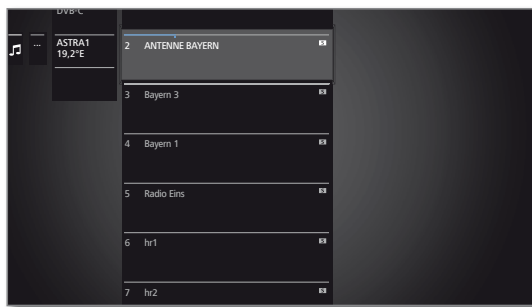 DVB-C
...
ASTRA1
19,2°E
2 ANTENNE BAYERN S
3 Bayern 3 S
4 Bayern 1 S
5 Radio Eins S
6 hr1 S
7 hr2 S